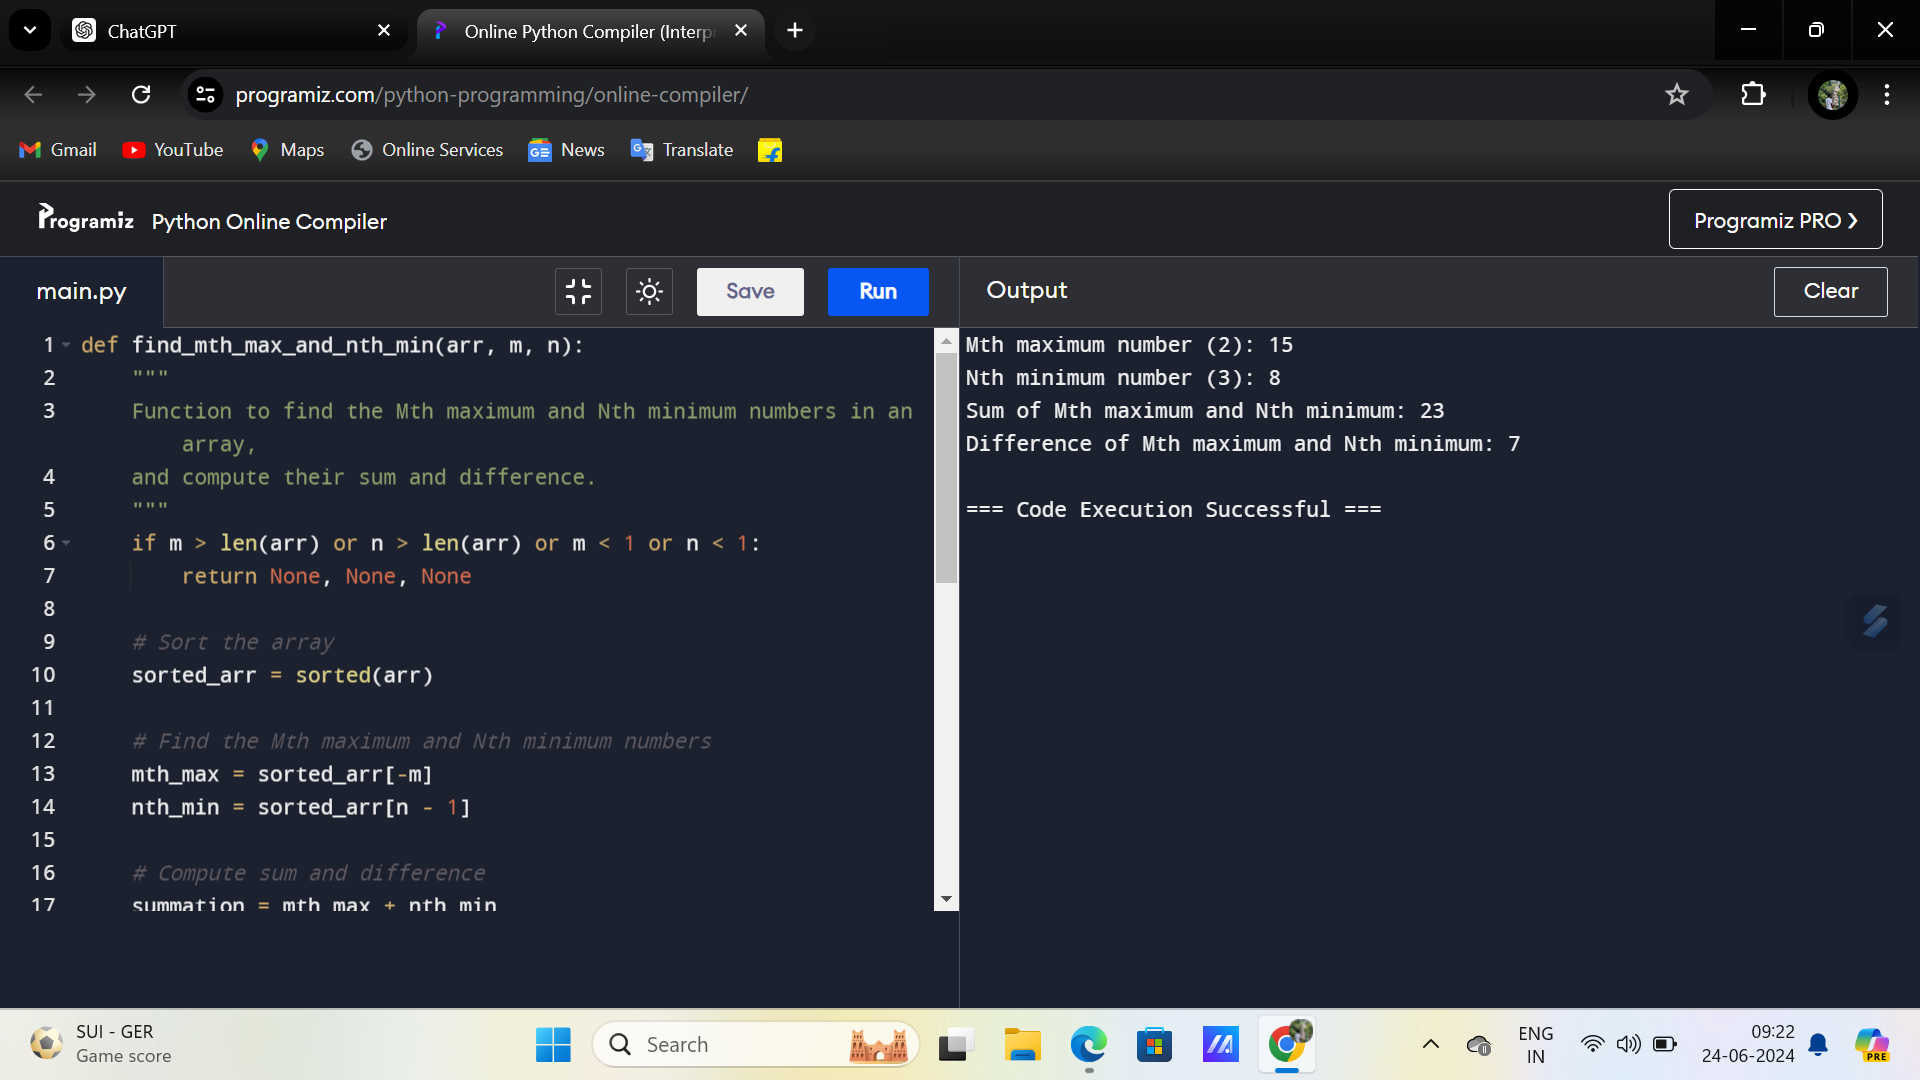 ChatGPT
Online Python Compiler (Interp
programiz.com/python-programming/online-compiler/
Gmail
YouTube
Maps
Online Services
News
Translate
Programiz Python Online Compiler
Programiz PRO ❯
main.py
Save
Run
Output
Clear
1 def find_mth_max_and_nth_min(arr, m, n):
2 """
3 Function to find the Mth maximum and Nth minimum numbers in an
array,
4 and compute their sum and difference.
5 """
6 if m > len(arr) or n > len(arr) or m < 1 or n < 1:
7 return None, None, None
8
9 # Sort the array
10 sorted_arr = sorted(arr)
11
12 # Find the Mth maximum and Nth minimum numbers
13 mth_max = sorted_arr[-m]
14 nth_min = sorted_arr[n - 1]
15
16 # Compute sum and difference
17 summation = mth_max + nth_min
Mth maximum number (2): 15
Nth minimum number (3): 8
Sum of Mth maximum and Nth minimum: 23
Difference of Mth maximum and Nth minimum: 7
=== Code Execution Successful ===
SUI - GER
Game score
Search
ENG
IN
09:22
24-06-2024
PRE